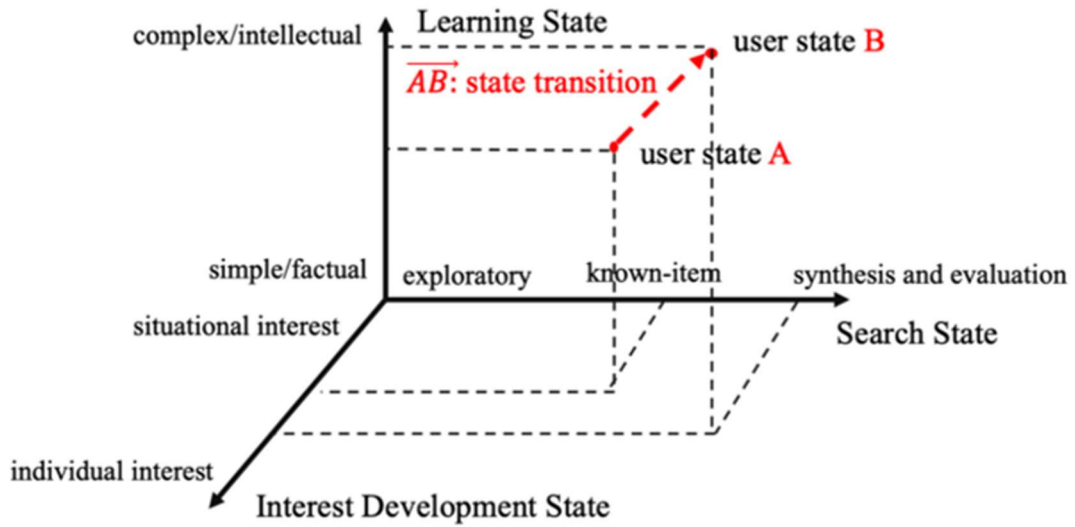 Learning State
complex/intellectual
user state B
AB: state transition
user state A
simple/factual
exploratory
known-item
synthesis and evaluation
situational interest
Search State
individual interest
Interest Development State